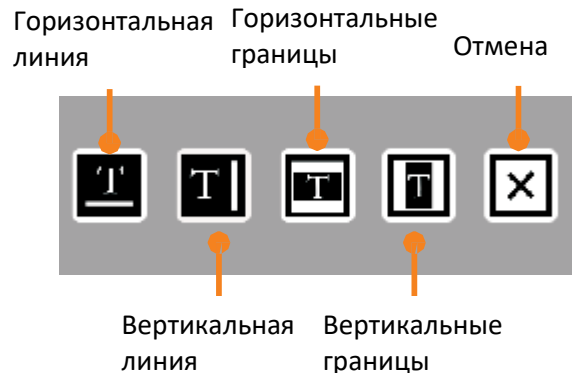 Горизонтальная
линия
Горизонтальные
границы
Отмена
T
T
T
T
Вертикальная
линия
Вертикальные
границы